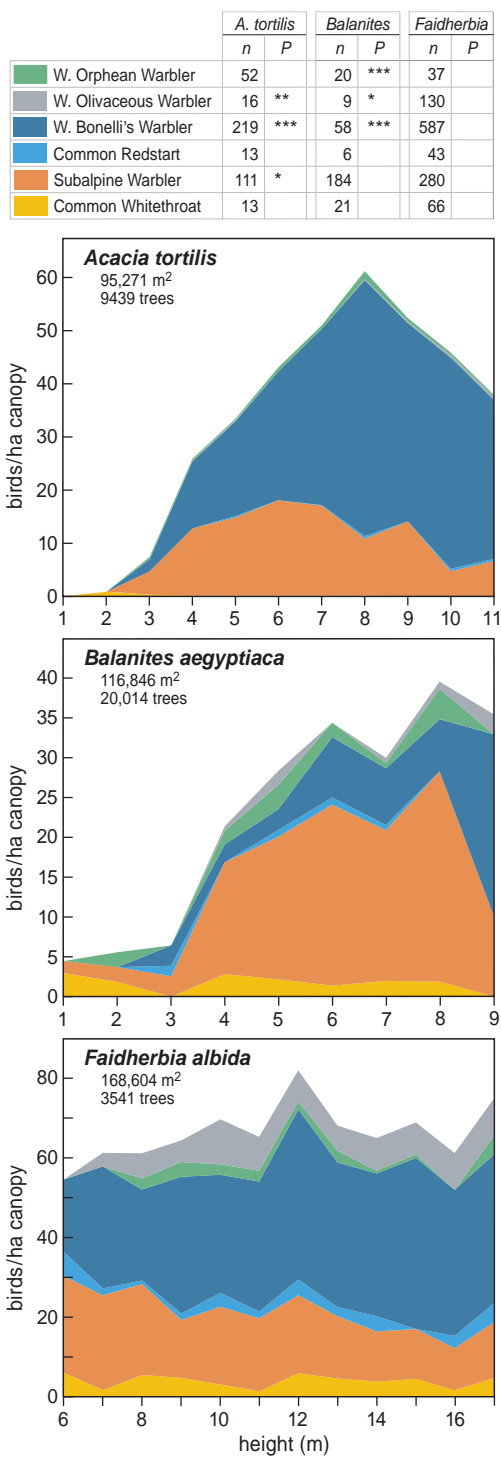 A. tortilis Balanites Faidherbia
n P n P n P
W. Orphean Warbler 52 20 *** 37
W. Olivaceous Warbler 16 ** 9 * 130
W. Bonelli's Warbler 219 *** 58 *** 587
Common Redstart 13 6 43
Subalpine Warbler 111 * 184 280
Common Whitethroat 13 21 66
Acacia tortilis
95,271 m²
9439 trees
birds/ha canopy
60
50
40
30
20
10
0
1 2 3 4 5 6 7 8 9 10 11
Balanites aegyptiaca
116,846 m²
20,014 trees
birds/ha canopy
40
35
30
25
20
15
10
5
0
1 2 3 4 5 6 7 8 9
Faidherbia albida
168,604 m²
3541 trees
birds/ha canopy
80
60
40
20
0
6 8 10 12 14 16
height (m)